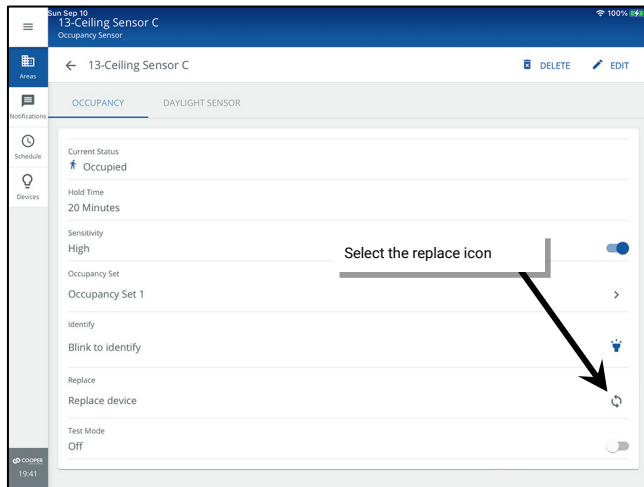 Sun Sep 10
100%
13-Ceiling Sensor C
Occupancy Sensor
13-Ceiling Sensor C
DELETE
EDIT
Areas
Notifications
Schedule
Devices
OCCUPANCY
DAYLIGHT SENSOR
Current Status
Occupied
Hold Time
20 Minutes
Sensitivity
High
Select the replace icon
Occupancy Set
Occupancy Set 1
Identify
Blink to identify
Replace
Replace device
Test Mode
Off
COOPER
19:41